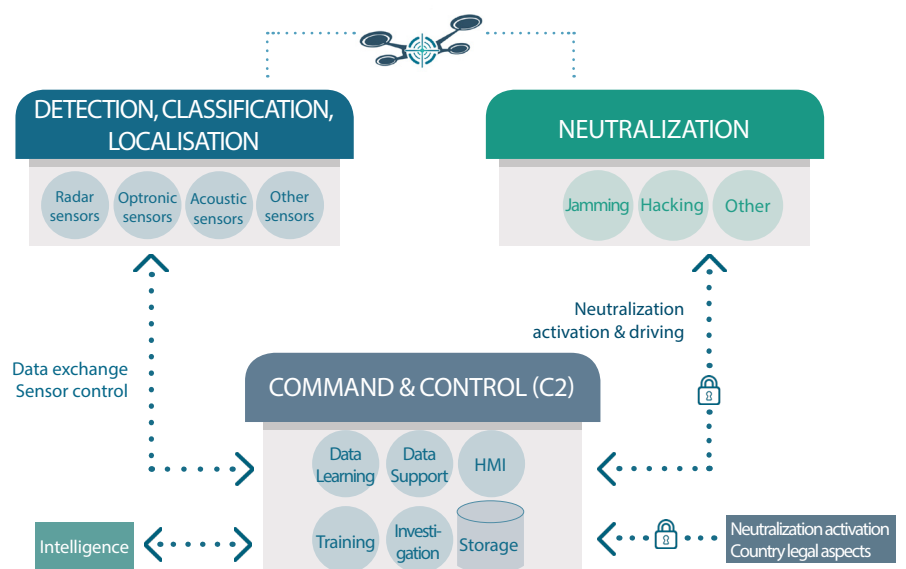 DETECTION, CLASSIFICATION,
LOCALISATION
Radar
sensors
Optronic
sensors
Acoustic
sensors
Other
sensors
NEUTRALIZATION
Jamming
Hacking
Other
Neutralization
activation & driving
Data exchange
Sensor control
COMMAND & CONTROL (C2)
Data
Learning
Data
Support
HMI
Training
Investi-
gation
Storage
Intelligence
Neutralization activation
Country legal aspects